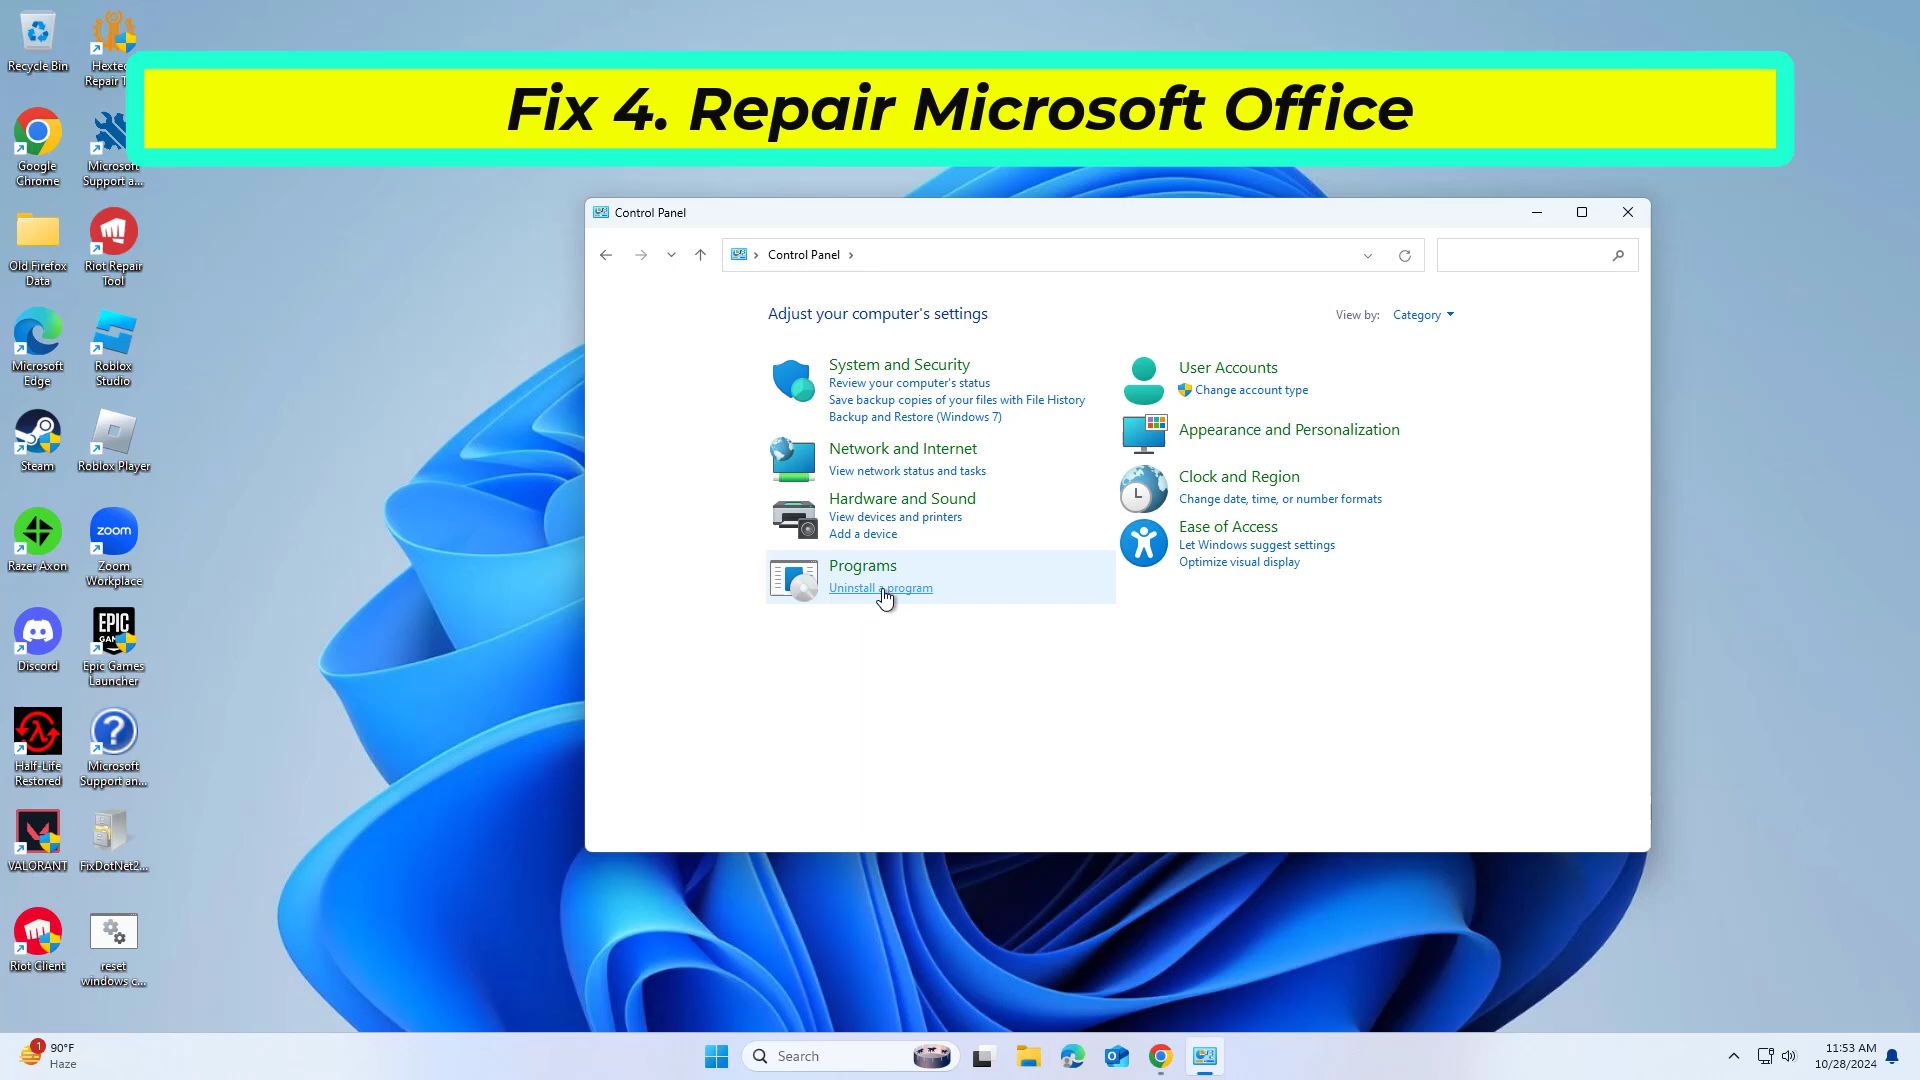 Fix 4. Repair Microsoft Office
Recycle Bin
Hextec
Repair T
Google
Chrome
Microsoft
Support a...
Old Firefox
Data
Riot Repair
Tool
Microsoft
Edge
Roblox
Studio
Steam
Roblox Player
Razer Axon
zoom
Zoom
Workplace
Discord
EPIC
Epic Games
Launcher
Half-Life
Restored
Microsoft
Support an...
VALORANT
FixDotNet2...
Riot Client
reset
windows c...
Control Panel
Control Panel
Adjust your computer's settings
View by:
Category
System and Security
Review your computer's status
Save backup copies of your files with File History
Backup and Restore (Windows 7)
Network and Internet
View network status and tasks
Hardware and Sound
View devices and printers
Add a device
Programs
Uninstall a program
User Accounts
Change account type
Appearance and Personalization
Clock and Region
Change date, time, or number formats
Ease of Access
Let Windows suggest settings
Optimize visual display
1
90°F
Haze
Search
11:53 AM
10/28/2024